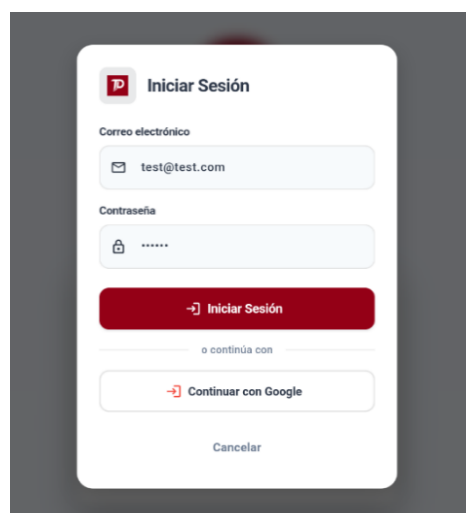 Iniciar Sesión
Correo electrónico
test@test.com
Contraseña
••••••
Iniciar Sesión
o continúa con
Continuar con Google
Cancelar